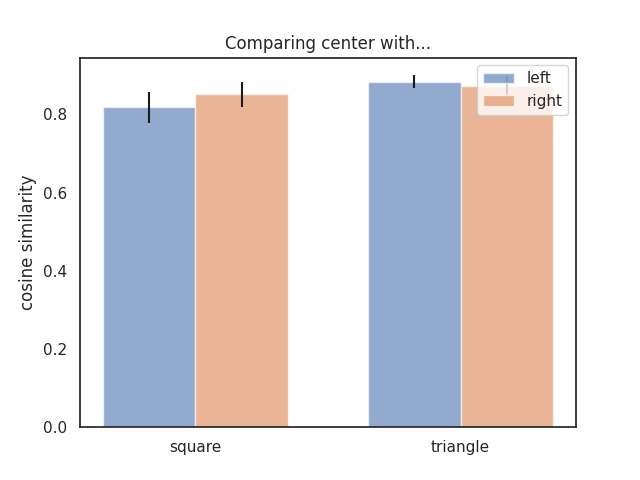 Comparing center with...
left
right
cosine similarity
0.8
0.6
0.4
0.2
0.0
square
triangle